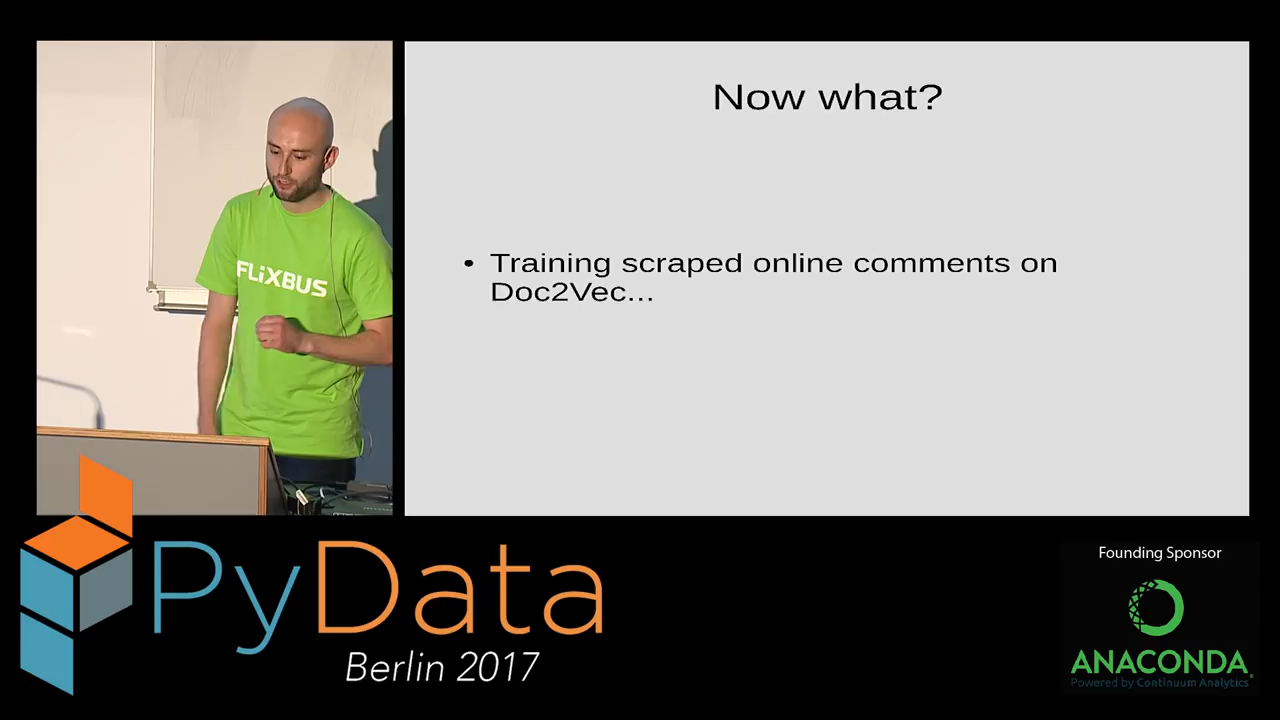 Now what?
• Training scraped online comments on
Doc2Vec...
FLiXBUS
PyData
Berlin 2017
Founding Sponsor
ANACONDA
Powered by Continuum Analytics